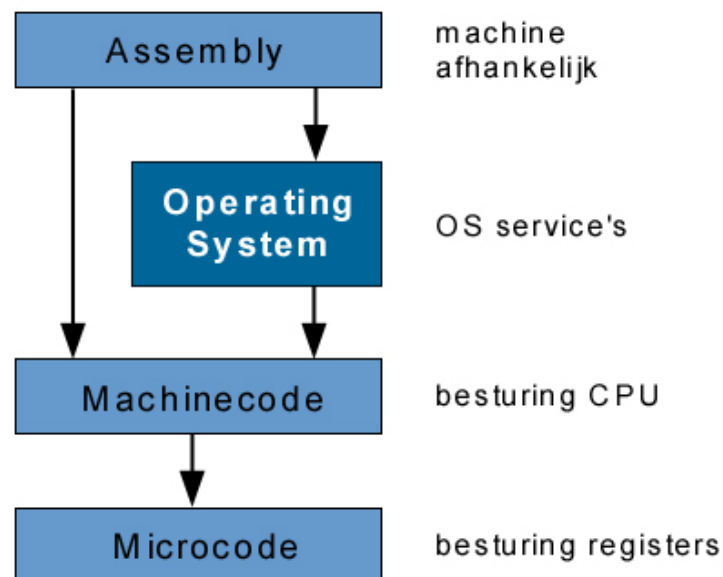 Assembly
machine
afhankelijk
Operating
System
OS service's
Machinecode
besturing CPU
Microcode
besturing registers